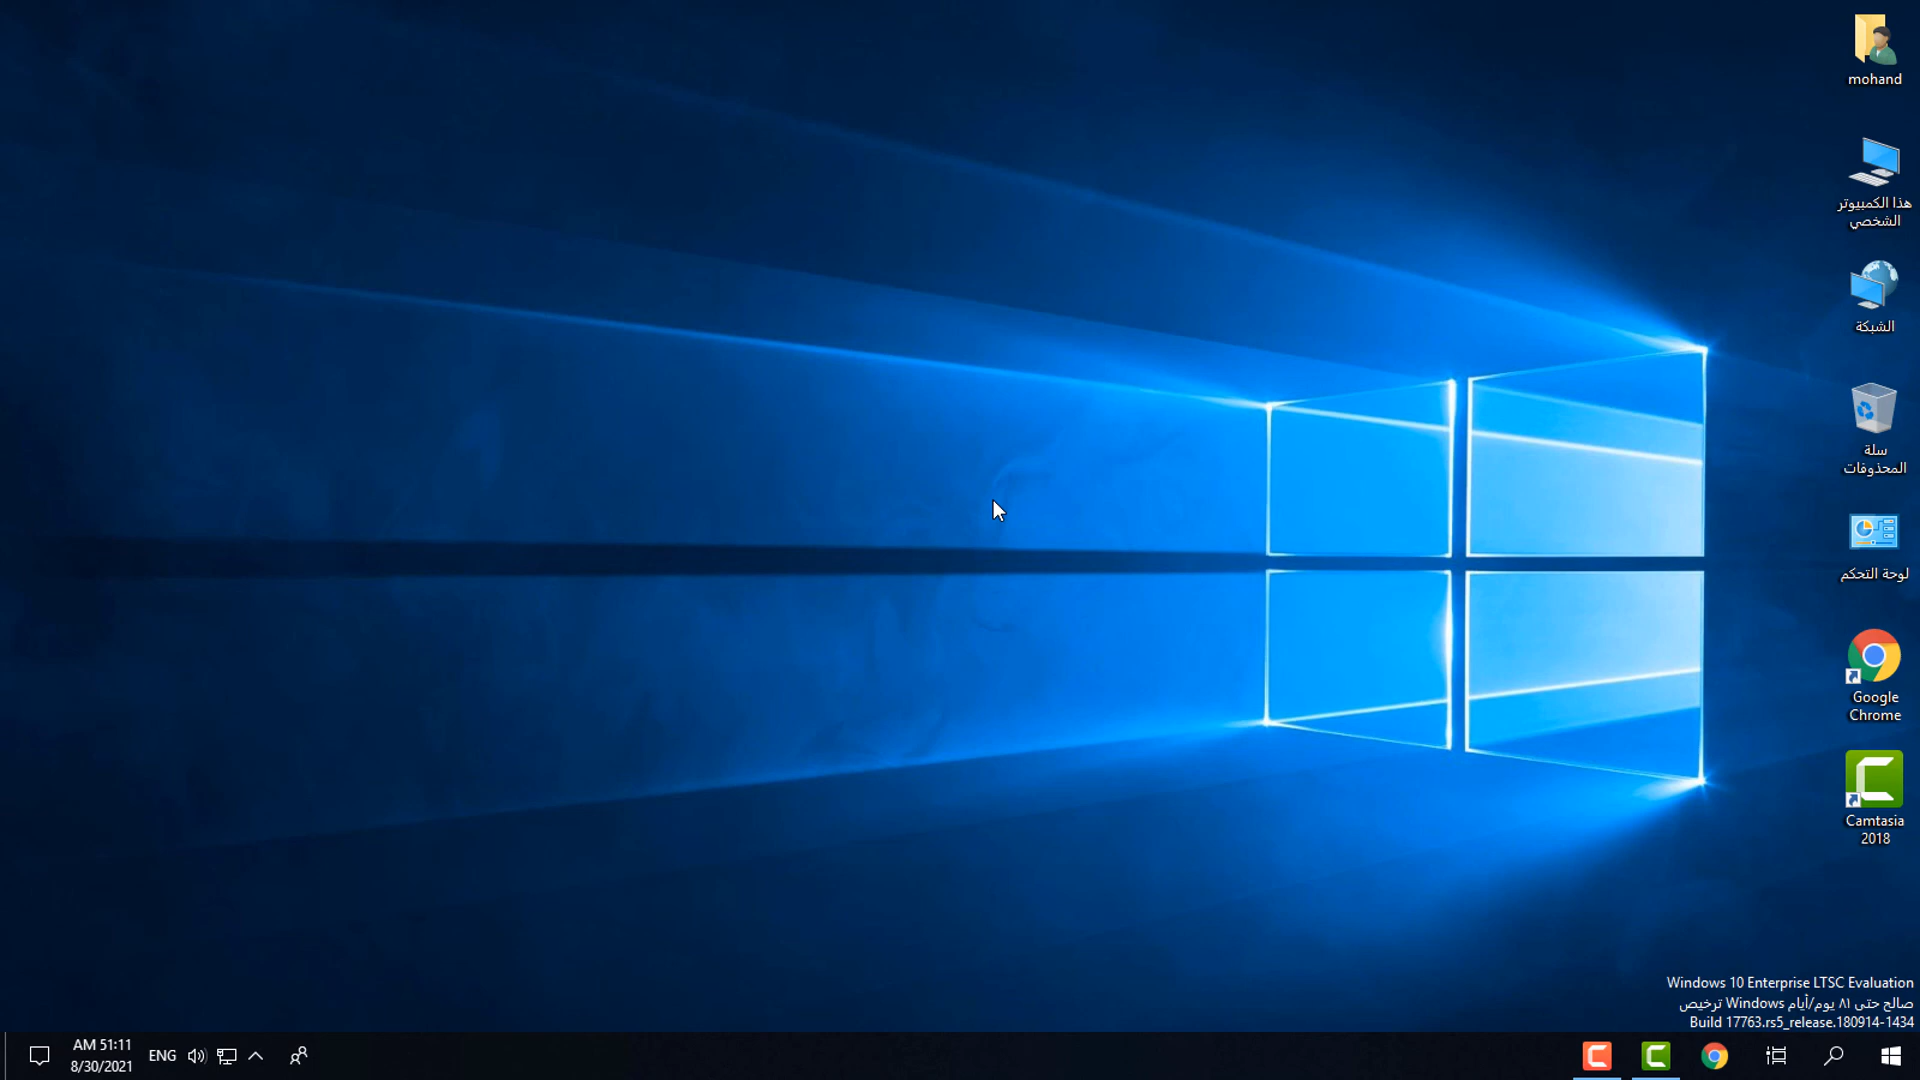 mohand
هذا الكمبيوتر
الشخصي
الشبكة
سلة
المحذوفات
لوحة التحكم
Google
Chrome
Camtasia
2018
Windows 10 Enterprise LTSC Evaluation
صالح حتى ٨١ يوم/أيام Windows ترخيص
Build 17763.rs5_release.180914-1434
AM 51:11
8/30/2021
ENG